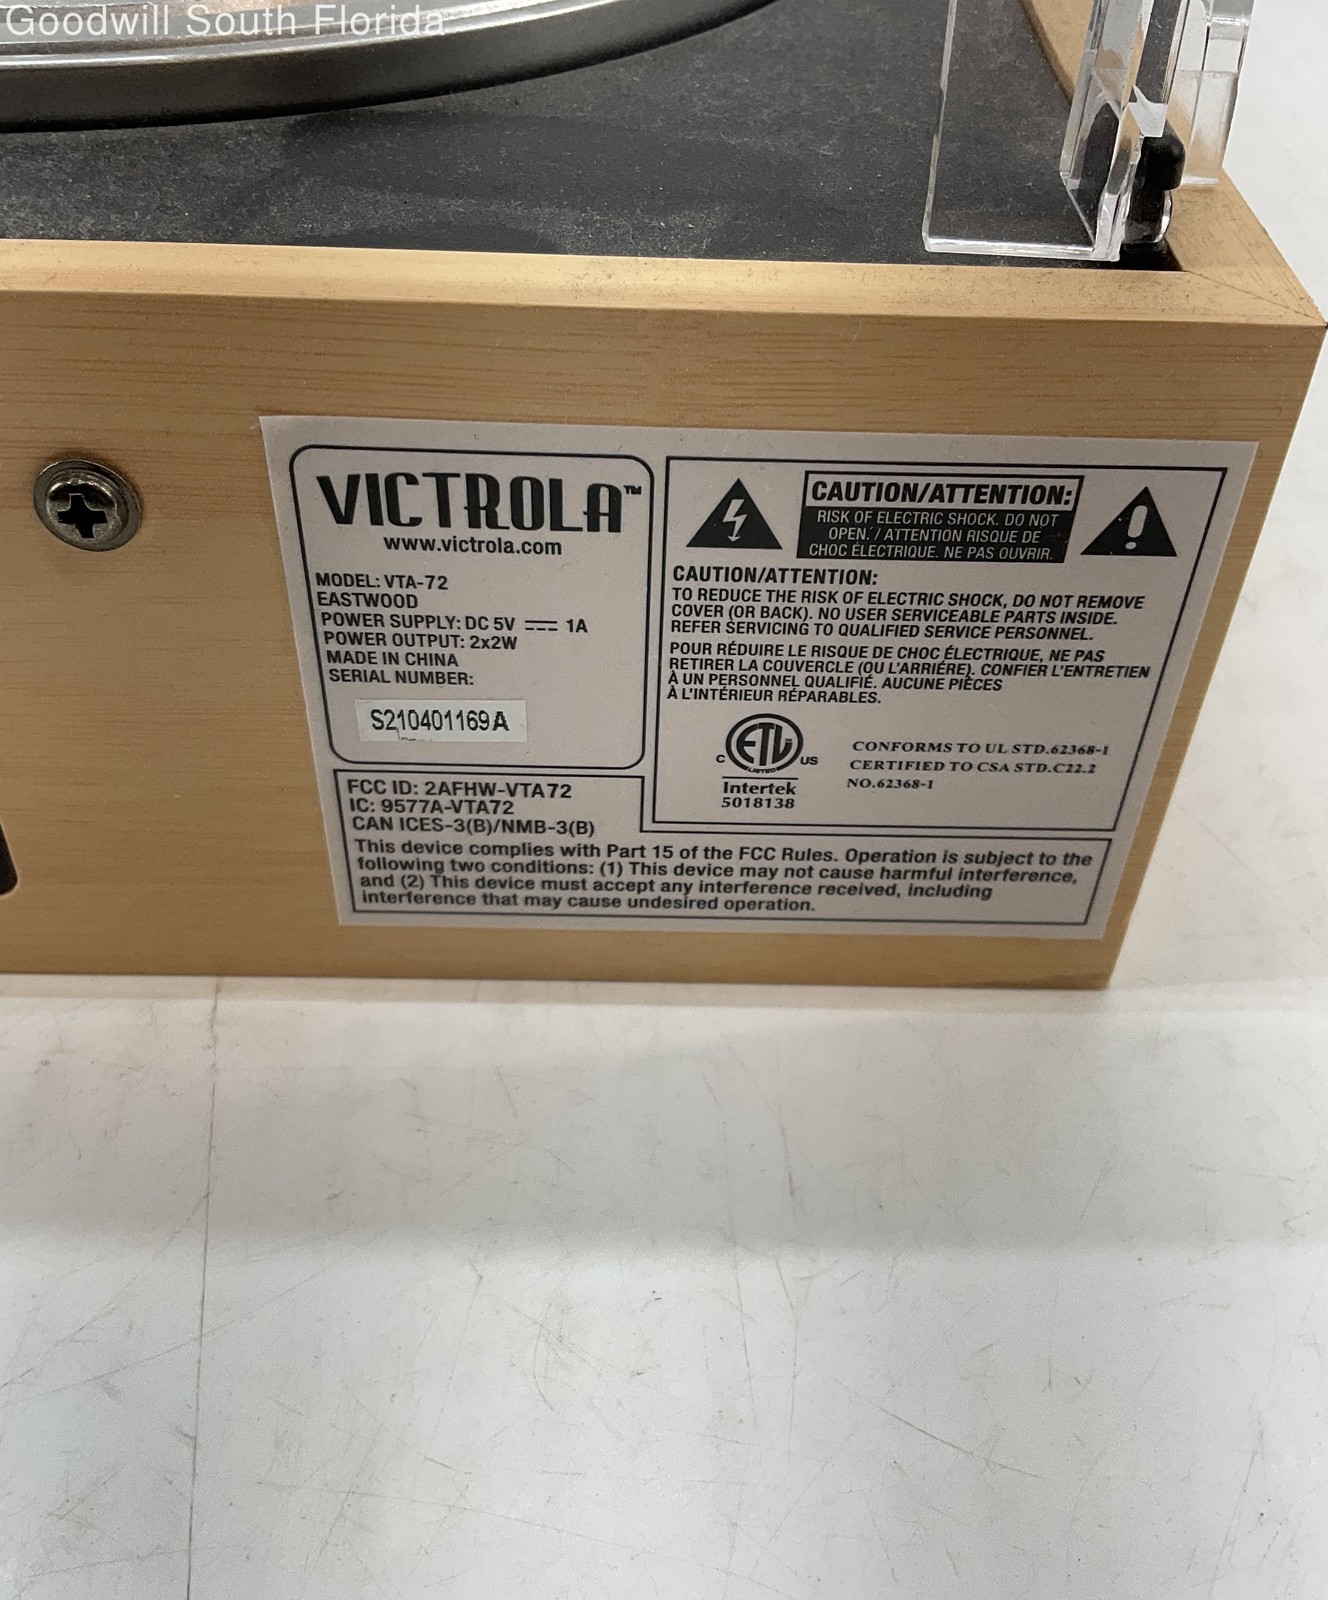 Goodwill South Florida
VICTROLA™
www.victrola.com
MODEL: VTA-72
EASTWOOD
POWER SUPPLY: DC 5V ⎓ 1A
POWER OUTPUT: 2x2W
MADE IN CHINA
SERIAL NUMBER:
S210401169A
CAUTION/ATTENTION:
RISK OF ELECTRIC SHOCK. DO NOT
OPEN. / ATTENTION RISQUE DE
CHOC ÉLECTRIQUE. NE PAS OUVRIR.
CAUTION/ATTENTION:
TO REDUCE THE RISK OF ELECTRIC SHOCK, DO NOT REMOVE
COVER (OR BACK). NO USER SERVICEABLE PARTS INSIDE.
REFER SERVICING TO QUALIFIED SERVICE PERSONNEL.
POUR RÉDUIRE LE RISQUE DE CHOC ÉLECTRIQUE, NE PAS
RETIRER LA COUVERCLE (OU L'ARRIÉRE). CONFIER L'ENTRETIEN
À UN PERSONNEL QUALIFIÉ. AUCUNE PIÈCES
À L'INTÉRIEUR RÉPARABLES.
C ETL US
LISTED
Intertek
5018138
CONFORMS TO UL STD.62368-1
CERTIFIED TO CSA STD.C22.2
NO.62368-1
FCC ID: 2AFHW-VTA72
IC: 9577A-VTA72
CAN ICES-3(B)/NMB-3(B)
This device complies with Part 15 of the FCC Rules. Operation is subject to the
following two conditions: (1) This device may not cause harmful interference,
and (2) This device must accept any interference received, including
interference that may cause undesired operation.